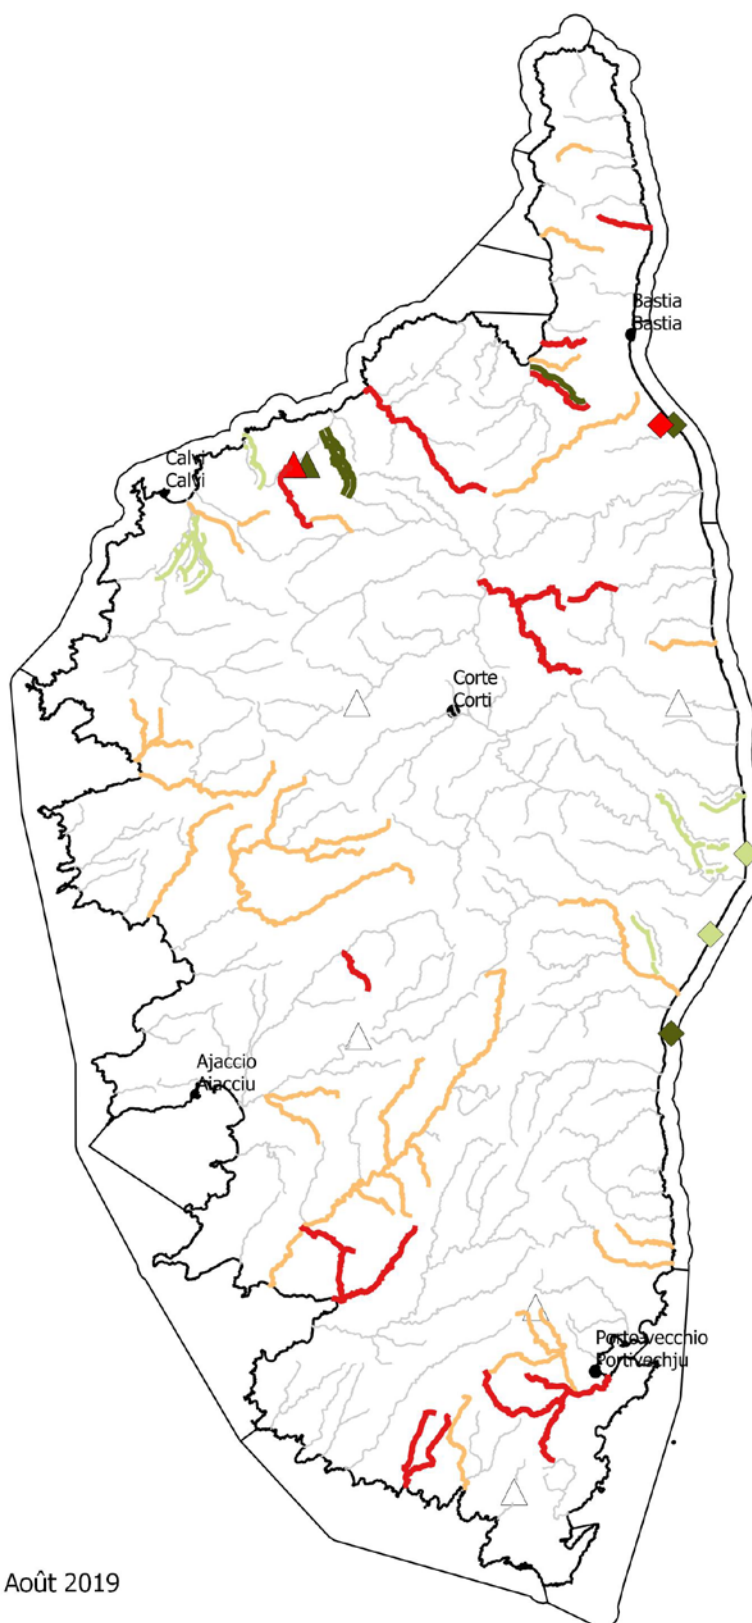 Bastia
Bastia
Calvi
Calvi
Corte
Corti
Ajaccio
Aiacciu
Porto-vecchio
Portivechju
Août 2019